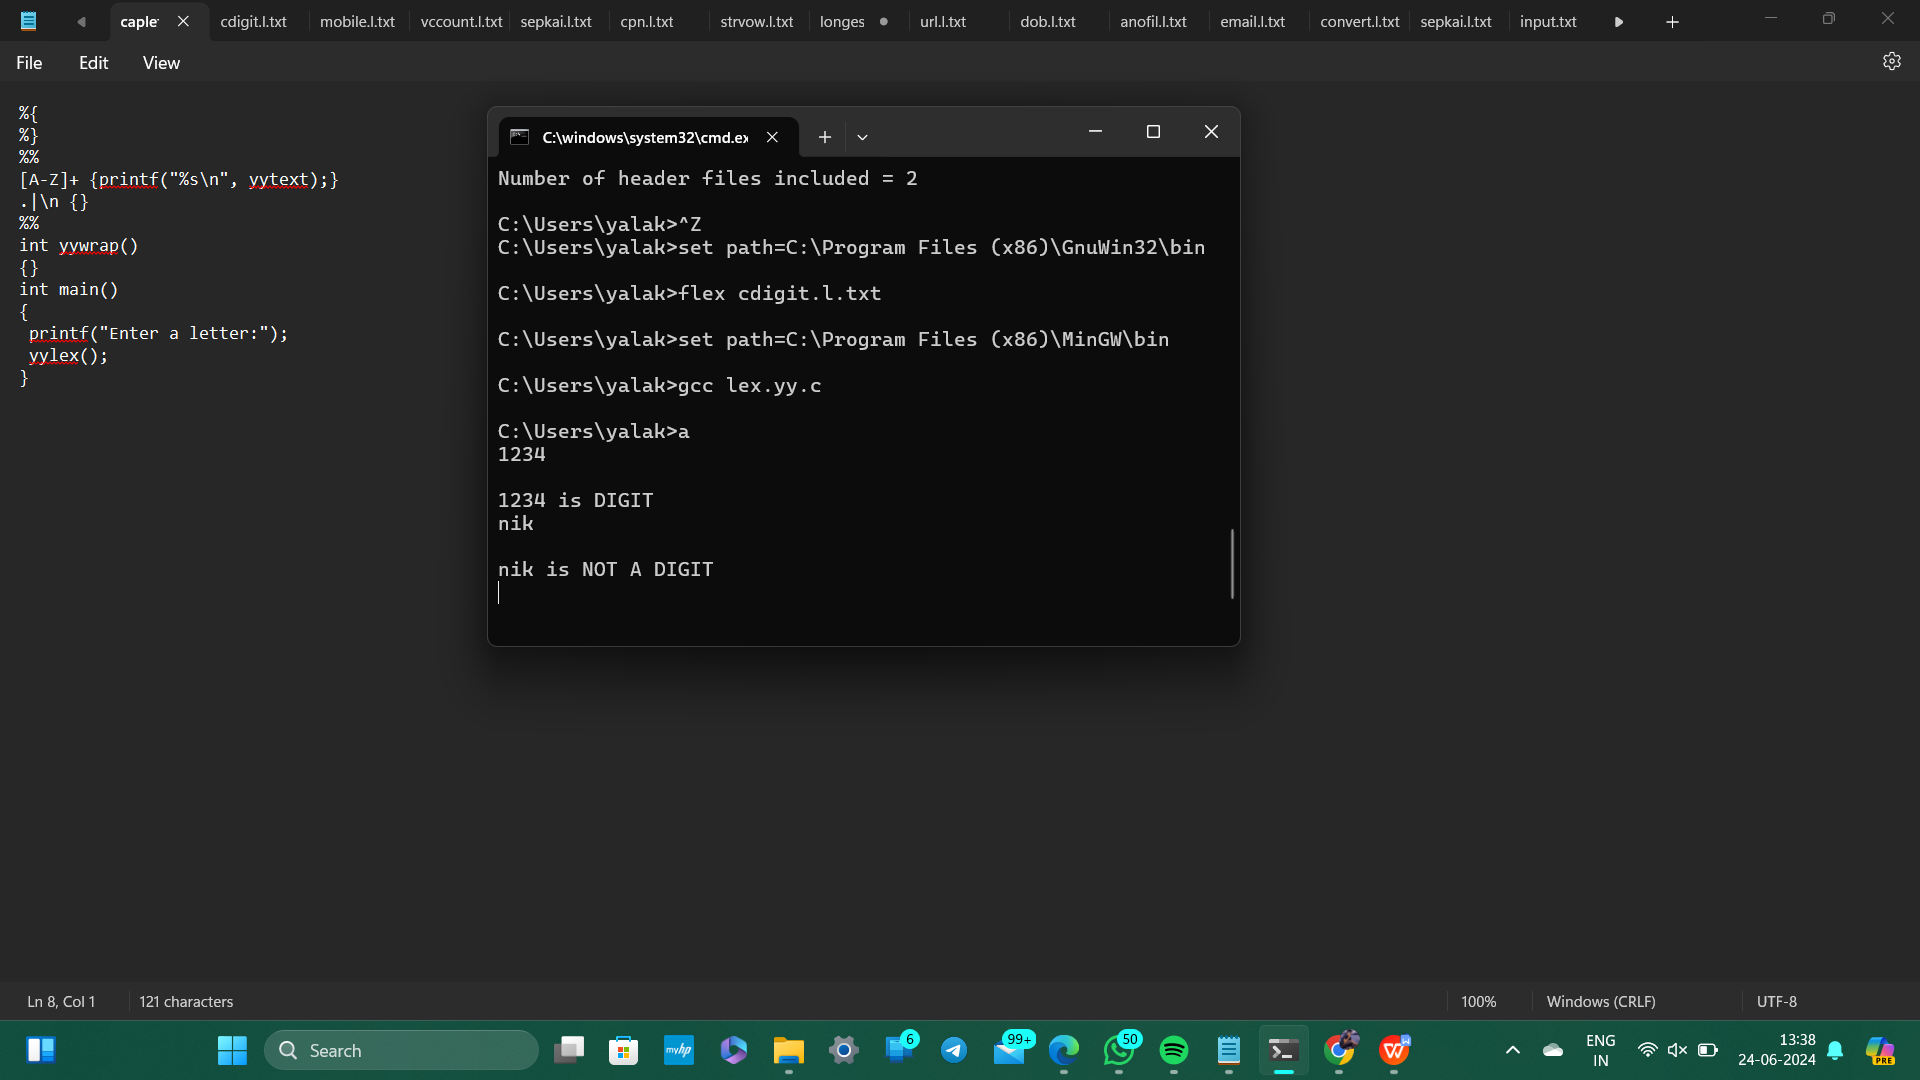 caple
cdigit.l.txt
mobile.l.txt
vccount.l.txt
sepkai.l.txt
cpn.l.txt
strvow.l.txt
longes
url.l.txt
dob.l.txt
anofil.l.txt
email.l.txt
convert.l.txt
sepkai.l.txt
input.txt
File Edit View
%{
%}
%%
[A-Z]+ {printf("%s\n", yytext);}
.|\n {}
%%
int yywrap()
{}
int main()
{
printf("Enter a letter:");
yylex();
}
C:\windows\system32\cmd.ex
Number of header files included = 2
C:\Users\yalak>^Z
C:\Users\yalak>set path=C:\Program Files (x86)\GnuWin32\bin
C:\Users\yalak>flex cdigit.l.txt
C:\Users\yalak>set path=C:\Program Files (x86)\MinGW\bin
C:\Users\yalak>gcc lex.yy.c
C:\Users\yalak>a
1234
1234 is DIGIT
nik
nik is NOT A DIGIT
Ln 8, Col 1
121 characters
100%
Windows (CRLF)
UTF-8
Search
myhp
6
99+
50
W
ENG
IN
13:38
24-06-2024
PRE